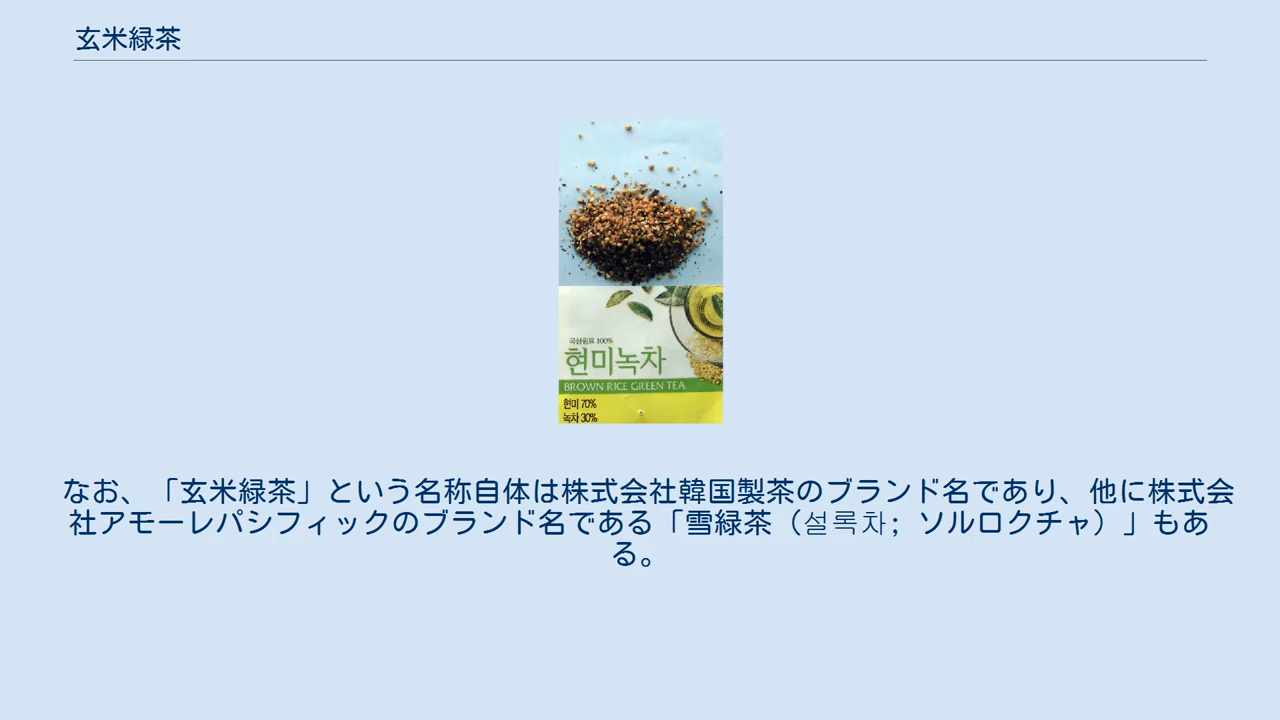 玄米緑茶
국산원료 100%
현미녹차
BROWN RICE GREEN TEA
현미 70%
녹차 30%
なお、「玄米緑茶」という名称自体は株式会社韓国製茶のブランド名であり、他に株式会
社アモーレパシフィックのブランド名である「雪緑茶（설록차；ソルロクチャ）」もあ
る。